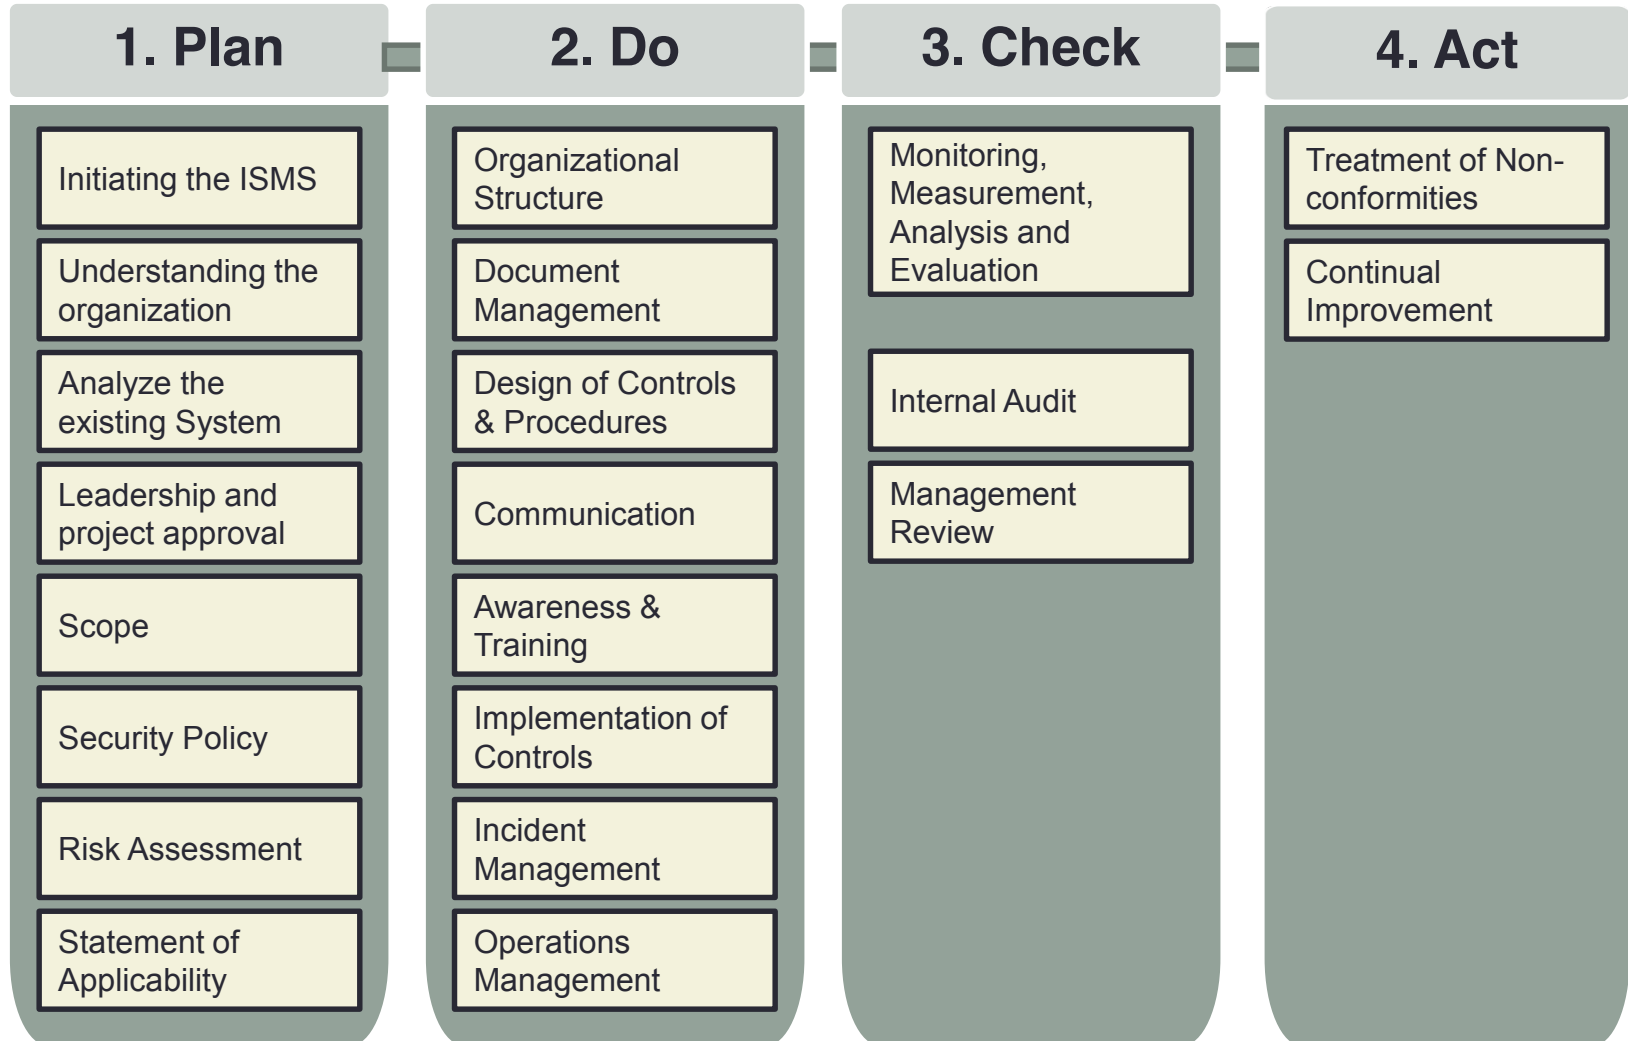 1. Plan
Initiating the ISMS
Understanding the
organization
Analyze the
existing System
Leadership and
project approval
Scope
Security Policy
Risk Assessment
Statement of
Applicability
2. Do
Organizational
Structure
Document
Management
Design of Controls
& Procedures
Communication
Awareness &
Training
Implementation of
Controls
Incident
Management
Operations
Management
3. Check
Monitoring,
Measurement,
Analysis and
Evaluation
Internal Audit
Management
Review
4. Act
Treatment of Non-
conformities
Continual
Improvement